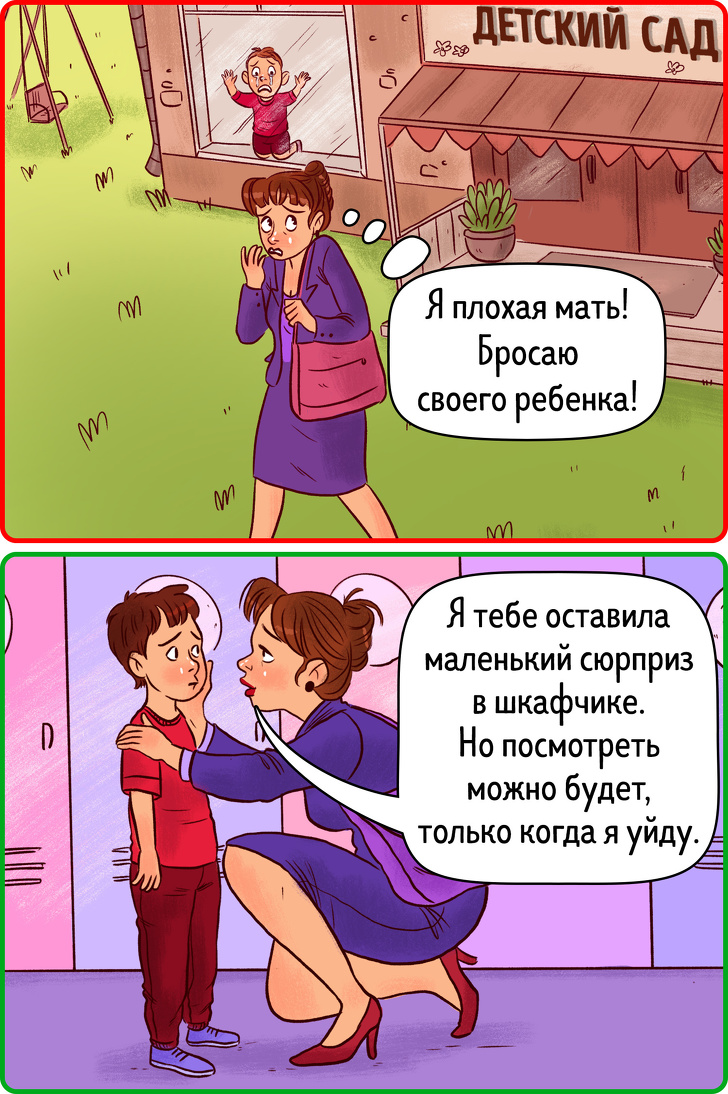 ДЕТСКИЙ САД
Я плохая мать!
Бросаю
своего ребенка!
Я тебе оставила
маленький сюрприз
в шкафчике.
Но посмотреть
можно будет,
только когда я уйду.